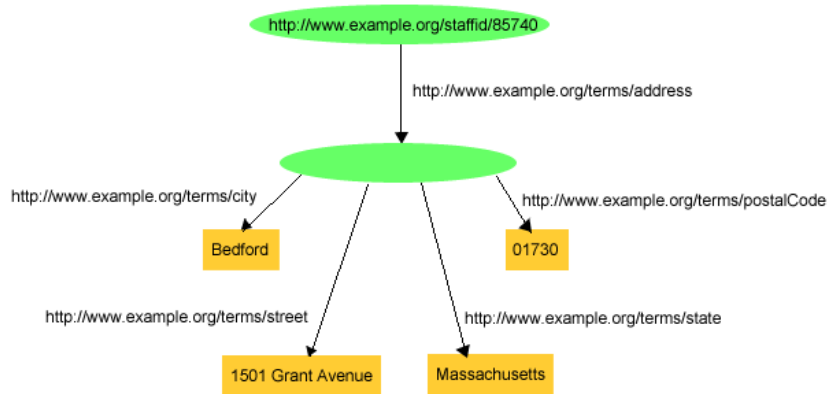 http://www.example.org/staffid/85740
http://www.example.org/terms/address
http://www.example.org/terms/city
http://www.example.org/terms/postalCode
Bedford
01730
http://www.example.org/terms/street
http://www.example.org/terms/state
1501 Grant Avenue
Massachusetts